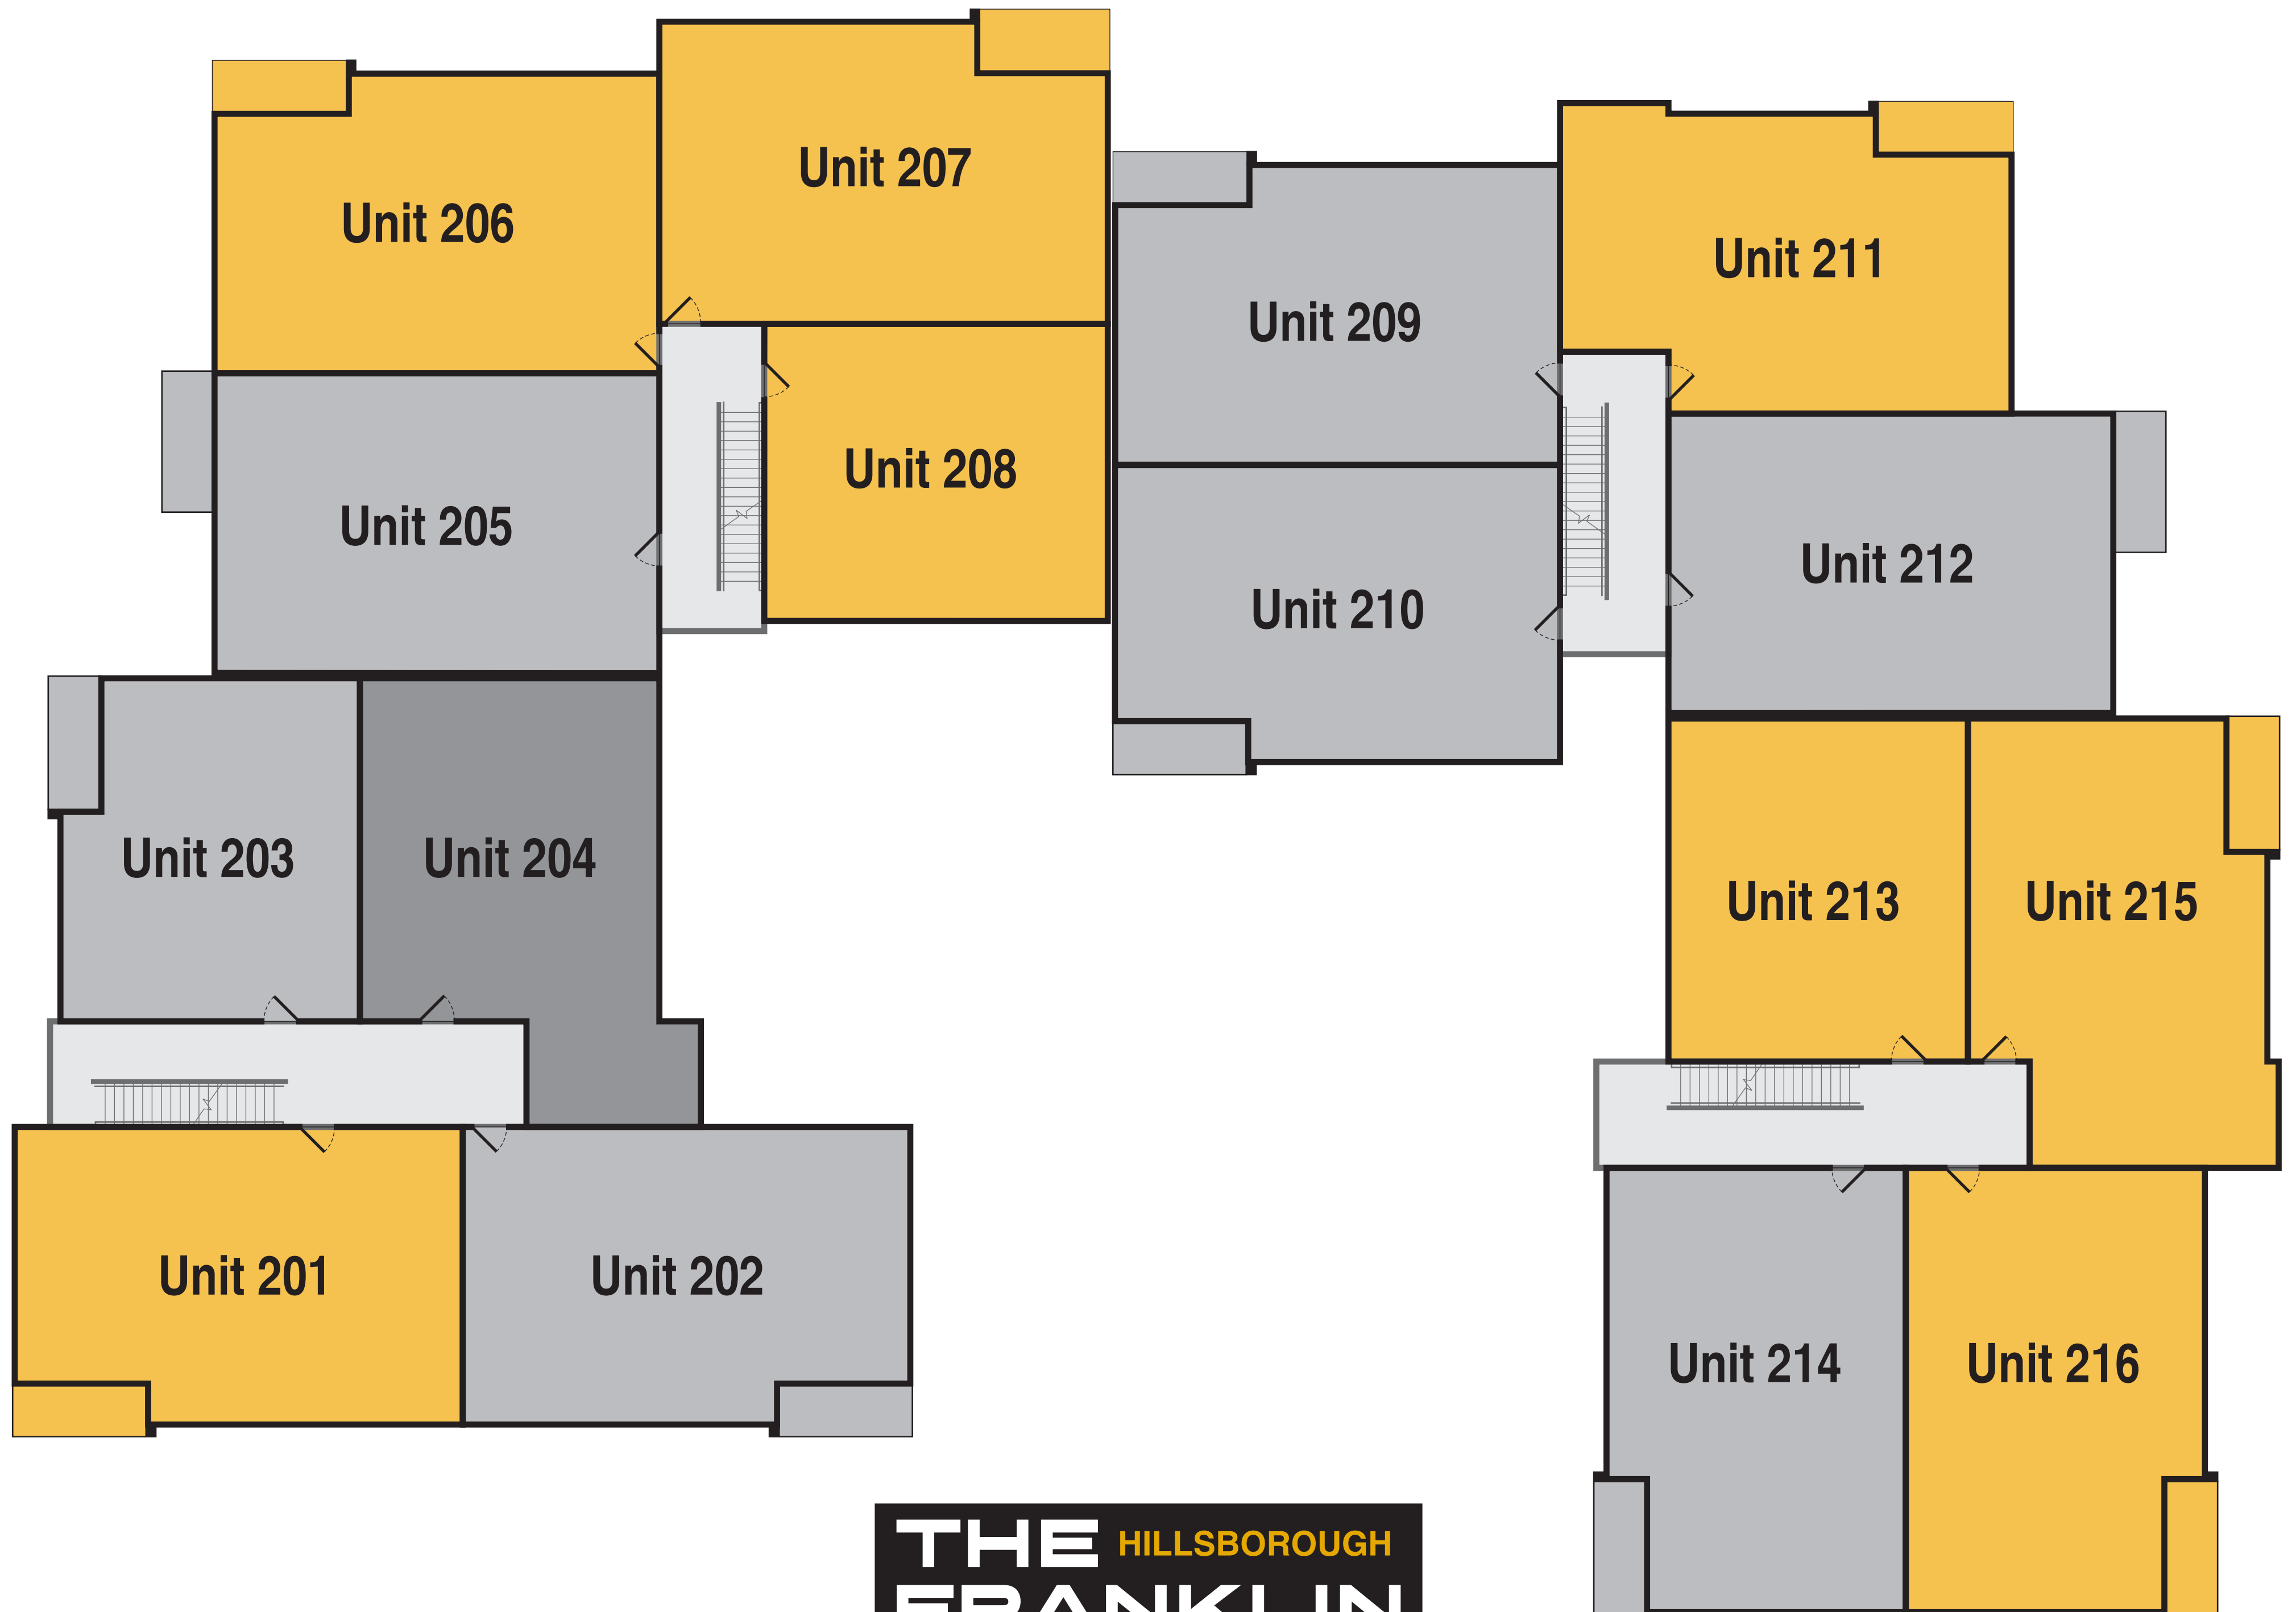 Unit 207
Unit 206
Unit 211
Unit 209
Unit 208
Unit 205
Unit 212
Unit 210
Unit 203
Unit 204
Unit 213
Unit 215
Unit 201
Unit 202
Unit 214
Unit 216
THE HILLSBOROUGH
FRANKLIN